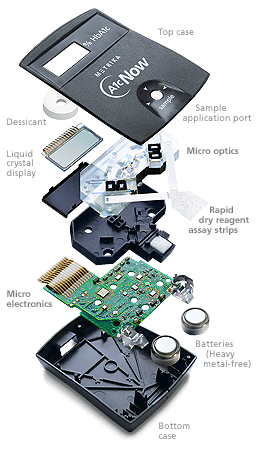 Top case
% HbA1c
METRIKA
A1cNow
sample
Dessicant
Sample
application port
Liquid
crystal
display
Micro optics
Rapid
dry reagent
assay strips
Micro
electronics
Batteries
(Heavy
metal-free)
Bottom
case